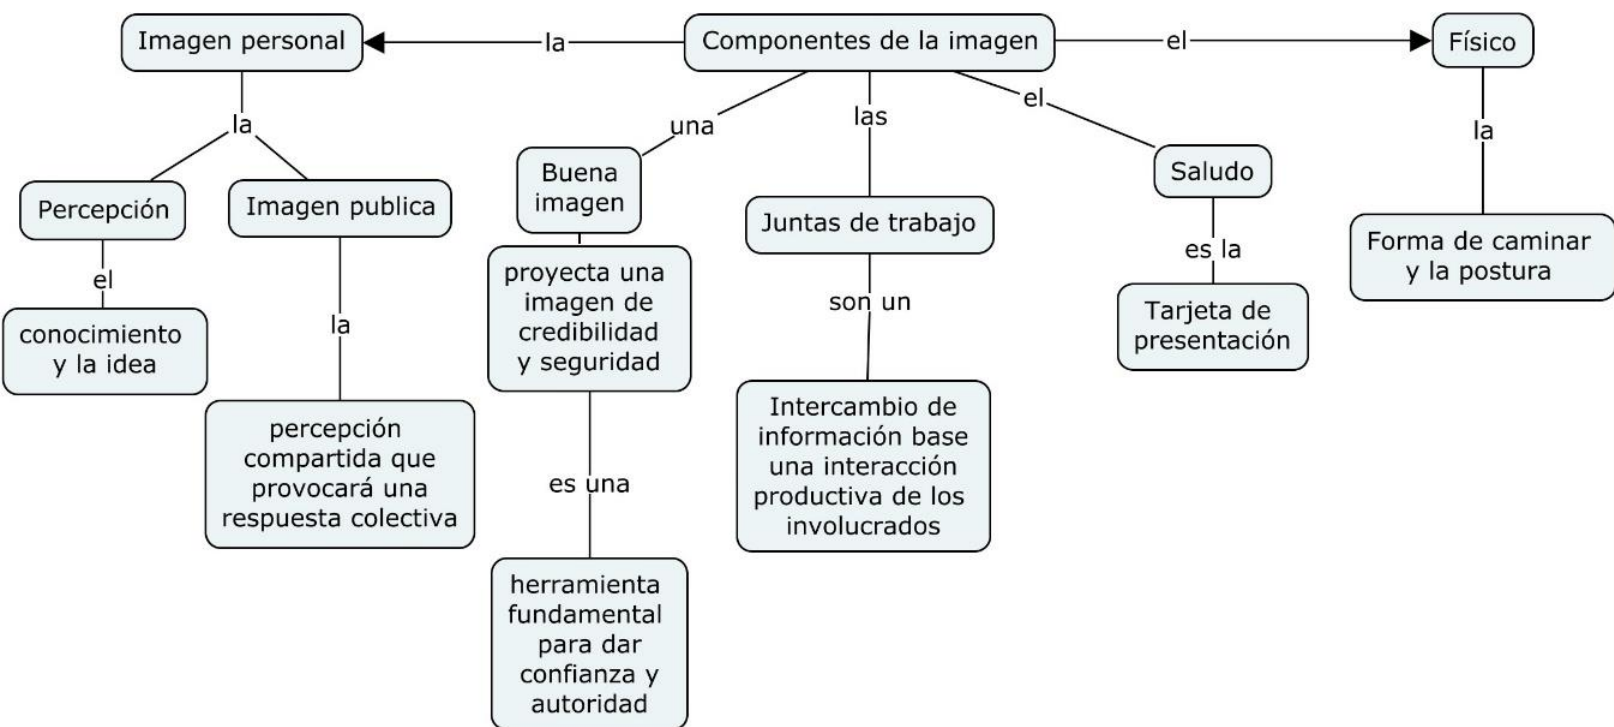 Imagen personal
la
Componentes de la imagen
el
Físico
la
Percepción
Imagen publica
el
conocimiento
y la idea
la
percepción
compartida que
provocará una
respuesta colectiva
una
Buena
imagen
proyecta una
imagen de
credibilidad
y seguridad
es una
herramienta
fundamental
para dar
confianza y
autoridad
las
Juntas de trabajo
son un
Intercambio de
información base
una interacción
productiva de los
involucrados
el
Saludo
es la
Tarjeta de
presentación
la
Forma de caminar
y la postura